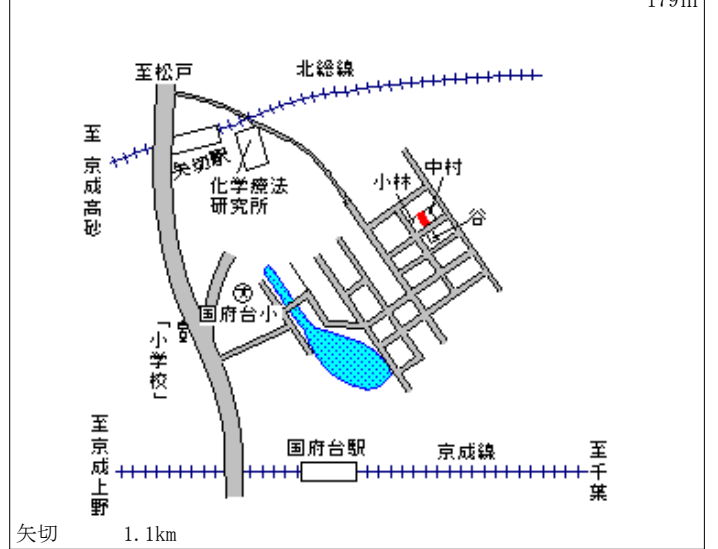 179m
至松戸
北総線
至京成高砂
矢切駅
化学療法
研究所
小林
中村
谷
文
国府台小
「小学校」
至京成上野
国府台駅
京成線
至千葉
矢切 1.1km